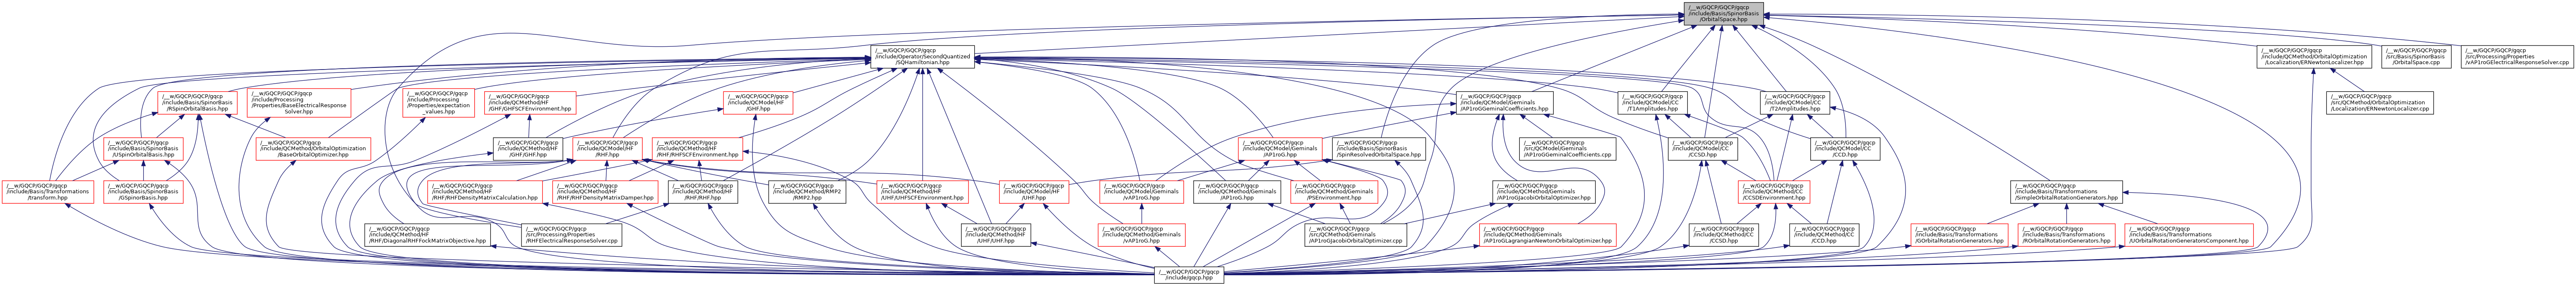 /__w/GQCP/GQCP/gqcp
/include/Basis/SpinorBasis
/OrbitalSpace.hpp
/__w/GQCP/GQCP/gqcp
/include/Operator/SecondQuantized
/SQHamiltonian.hpp
/__w/GQCP/GQCP/gqcp
/include/QCMethod/OrbitalOptimization
/Localization/ERNewtonLocalizer.hpp
/__w/GQCP/GQCP/gqcp
/src/Basis/SpinorBasis
/OrbitalSpace.cpp
/__w/GQCP/GQCP/gqcp
/src/Processing/Properties
/vAP1roGElectricalResponseSolver.cpp
/__w/GQCP/GQCP/gqcp
/include/Basis/SpinorBasis
/RSpinOrbitalBasis.hpp
/__w/GQCP/GQCP/gqcp
/include/Processing
/Properties/BaseElectricalResponse
Solver.hpp
/__w/GQCP/GQCP/gqcp
/include/Processing
/Properties/expectation
_values.hpp
/__w/GQCP/GQCP/gqcp
/include/QCMethod/HF
/GHF/GHFSCFEnvironment.hpp
/__w/GQCP/GQCP/gqcp
/include/QCModel/HF
/GHF.hpp
/__w/GQCP/GQCP/gqcp
/include/QCModel/Geminals
/AP1roGGeminalCoefficients.hpp
/__w/GQCP/GQCP/gqcp
/include/QCModel/CC
/T1Amplitudes.hpp
/__w/GQCP/GQCP/gqcp
/include/QCModel/CC
/T2Amplitudes.hpp
/__w/GQCP/GQCP/gqcp
/src/QCMethod/OrbitalOptimization
/Localization/ERNewtonLocalizer.cpp
/__w/GQCP/GQCP/gqcp
/include/Basis/SpinorBasis
/USpinOrbitalBasis.hpp
/__w/GQCP/GQCP/gqcp
/include/QCMethod/OrbitalOptimization
/BaseOrbitalOptimizer.hpp
/__w/GQCP/GQCP/gqcp
/include/QCMethod/HF
/GHF/GHF.hpp
/__w/GQCP/GQCP/gqcp
/include/QCModel/HF
/RHF.hpp
/__w/GQCP/GQCP/gqcp
/include/QCMethod/HF
/RHF/RHFSCFEnvironment.hpp
/__w/GQCP/GQCP/gqcp
/include/QCModel/Geminals
/AP1roG.hpp
/__w/GQCP/GQCP/gqcp
/include/Basis/SpinorBasis
/SpinResolvedOrbitalSpace.hpp
/__w/GQCP/GQCP/gqcp
/src/QCModel/Geminals
/AP1roGGeminalCoefficients.cpp
/__w/GQCP/GQCP/gqcp
/include/QCModel/CC
/CCSD.hpp
/__w/GQCP/GQCP/gqcp
/include/QCModel/CC
/CCD.hpp
/__w/GQCP/GQCP/gqcp
/include/Basis/Transformations
/transform.hpp
/__w/GQCP/GQCP/gqcp
/include/Basis/SpinorBasis
/GSpinorBasis.hpp
/__w/GQCP/GQCP/gqcp
/include/QCMethod/HF
/RHF/RHFDensityMatrixCalculation.hpp
/__w/GQCP/GQCP/gqcp
/include/QCMethod/HF
/RHF/RHFDensityMatrixDamper.hpp
/__w/GQCP/GQCP/gqcp
/include/QCMethod/HF
/RHF/RHF.hpp
/__w/GQCP/GQCP/gqcp
/include/QCMethod/RMP2
/RMP2.hpp
/__w/GQCP/GQCP/gqcp
/include/QCMethod/HF
/UHF/UHFSCFEnvironment.hpp
/__w/GQCP/GQCP/gqcp
/include/QCModel/HF
/UHF.hpp
/__w/GQCP/GQCP/gqcp
/include/QCModel/Geminals
/vAP1roG.hpp
/__w/GQCP/GQCP/gqcp
/include/QCMethod/Geminals
/AP1roG.hpp
/__w/GQCP/GQCP/gqcp
/include/QCMethod/Geminals
/PSEnvironment.hpp
/__w/GQCP/GQCP/gqcp
/include/QCMethod/Geminals
/AP1roGJacobiOrbitalOptimizer.hpp
/__w/GQCP/GQCP/gqcp
/include/QCMethod/CC
/CCSDEnvironment.hpp
/__w/GQCP/GQCP/gqcp
/include/Basis/Transformations
/SimpleOrbitalRotationGenerators.hpp
/__w/GQCP/GQCP/gqcp
/include/QCMethod/HF
/RHF/DiagonalRHFFockMatrixObjective.hpp
/__w/GQCP/GQCP/gqcp
/src/Processing/Properties
/RHFElectricalResponseSolver.cpp
/__w/GQCP/GQCP/gqcp
/include/QCMethod/HF
/UHF/UHF.hpp
/__w/GQCP/GQCP/gqcp
/include/QCMethod/Geminals
/vAP1roG.hpp
/__w/GQCP/GQCP/gqcp
/src/QCMethod/Geminals
/AP1roGJacobiOrbitalOptimizer.cpp
/__w/GQCP/GQCP/gqcp
/include/QCMethod/Geminals
/AP1roGLagrangianNewtonOrbitalOptimizer.hpp
/__w/GQCP/GQCP/gqcp
/include/QCMethod/CC
/CCSD.hpp
/__w/GQCP/GQCP/gqcp
/include/QCMethod/CC
/CCD.hpp
/__w/GQCP/GQCP/gqcp
/include/Basis/Transformations
/GOrbitalRotationGenerators.hpp
/__w/GQCP/GQCP/gqcp
/include/Basis/Transformations
/ROrbitalRotationGenerators.hpp
/__w/GQCP/GQCP/gqcp
/include/Basis/Transformations
/UOrbitalRotationGeneratorsComponent.hpp
/__w/GQCP/GQCP/gqcp
/include/gqcp.hpp